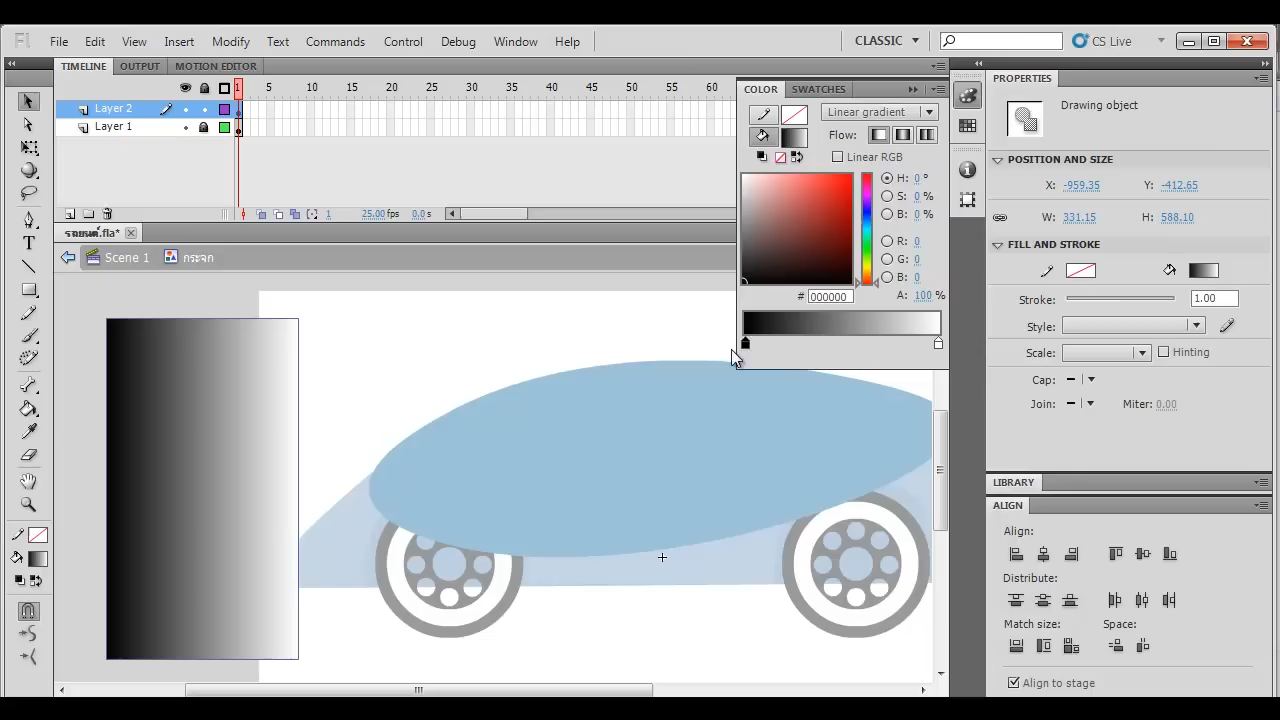 Fl File Edit View Insert Modify Text Commands Control Debug Window Help CLASSIC CS Live
TIMELINE OUTPUT MOTION EDITOR
1 5 10 15 20 25 30 35 40 45 50 55 60
Layer 2
Layer 1
1 25.00 fps 0.0 s
รถยนต์.fla*
Scene 1 กระจก
COLOR SWATCHES
Linear gradient
Flow:
Linear RGB
H: 0 °
S: 0 %
B: 0 %
R: 0
G: 0
B: 0
# 000000 A: 100 %
PROPERTIES
Drawing object
POSITION AND SIZE
X: -959.35 Y: -412.65
W: 331.15 H: 588.10
FILL AND STROKE
Stroke: 1.00
Style:
Scale: Hinting
Cap:
Join: Miter: 0.00
LIBRARY
ALIGN
Align:
Distribute:
Match size: Space:
Align to stage